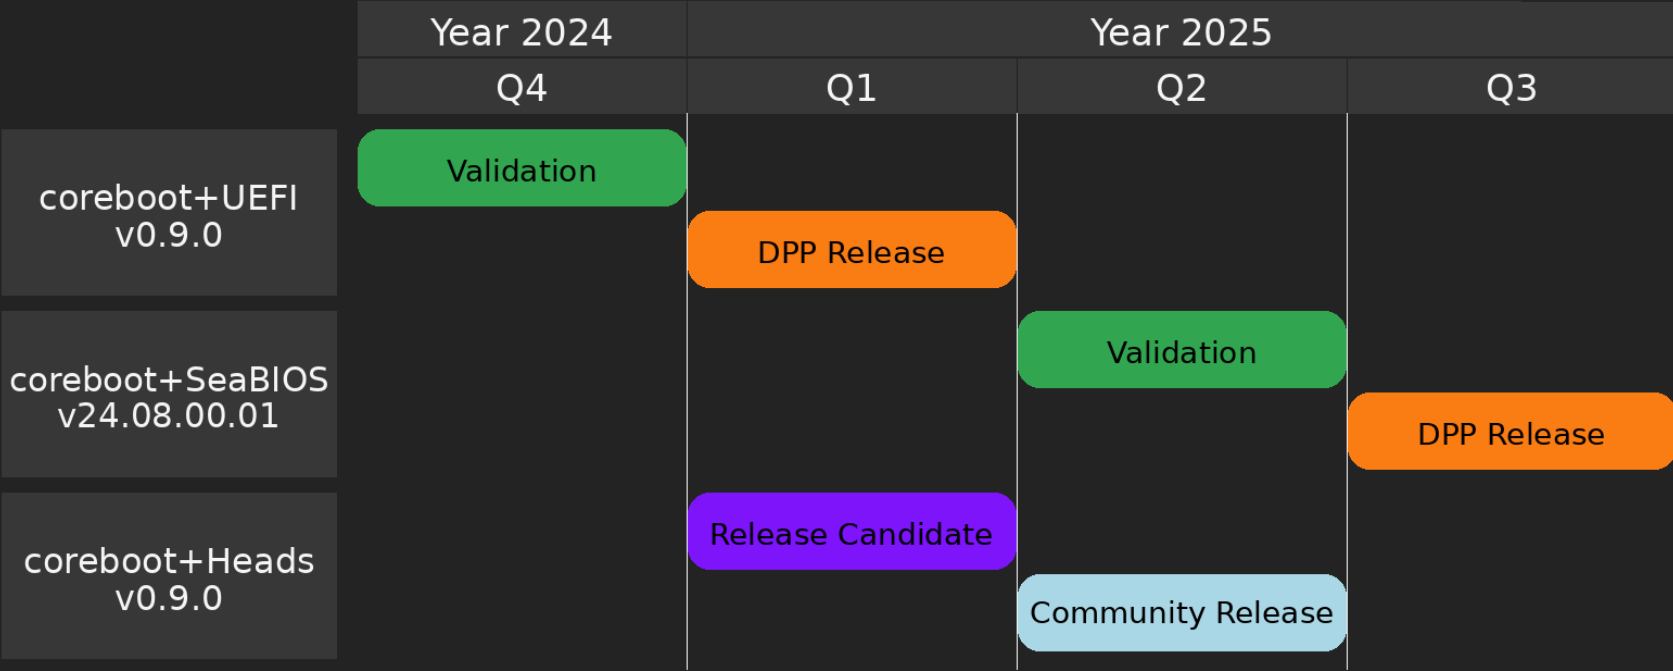 Year 2024
Year 2025
Q4
Q1
Q2
Q3
coreboot+UEFI
v0.9.0
Validation
DPP Release
coreboot+SeaBIOS
v24.08.00.01
Validation
DPP Release
coreboot+Heads
v0.9.0
Release Candidate
Community Release